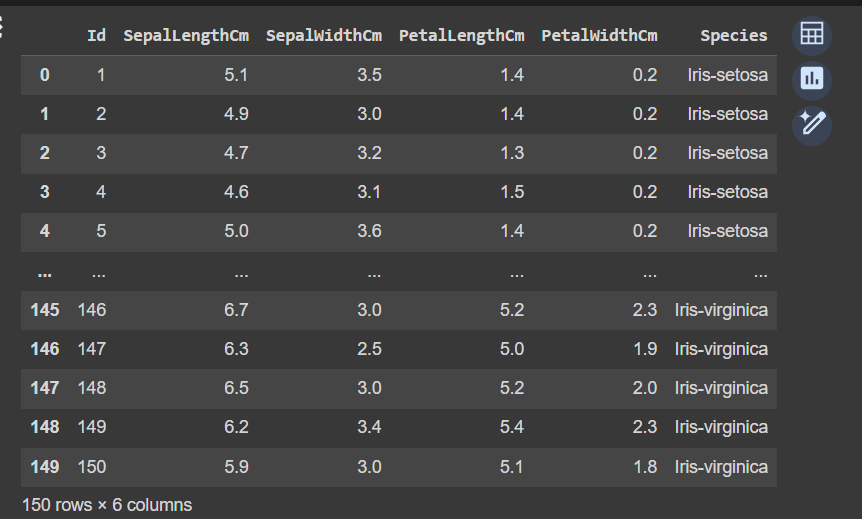 Id SepalLengthCm SepalWidthCm PetalLengthCm PetalWidthCm Species
0 1 5.1 3.5 1.4 0.2 Iris-setosa
1 2 4.9 3.0 1.4 0.2 Iris-setosa
2 3 4.7 3.2 1.3 0.2 Iris-setosa
3 4 4.6 3.1 1.5 0.2 Iris-setosa
4 5 5.0 3.6 1.4 0.2 Iris-setosa
... ... ... ... ... ... ...
145 146 6.7 3.0 5.2 2.3 Iris-virginica
146 147 6.3 2.5 5.0 1.9 Iris-virginica
147 148 6.5 3.0 5.2 2.0 Iris-virginica
148 149 6.2 3.4 5.4 2.3 Iris-virginica
149 150 5.9 3.0 5.1 1.8 Iris-virginica
150 rows × 6 columns